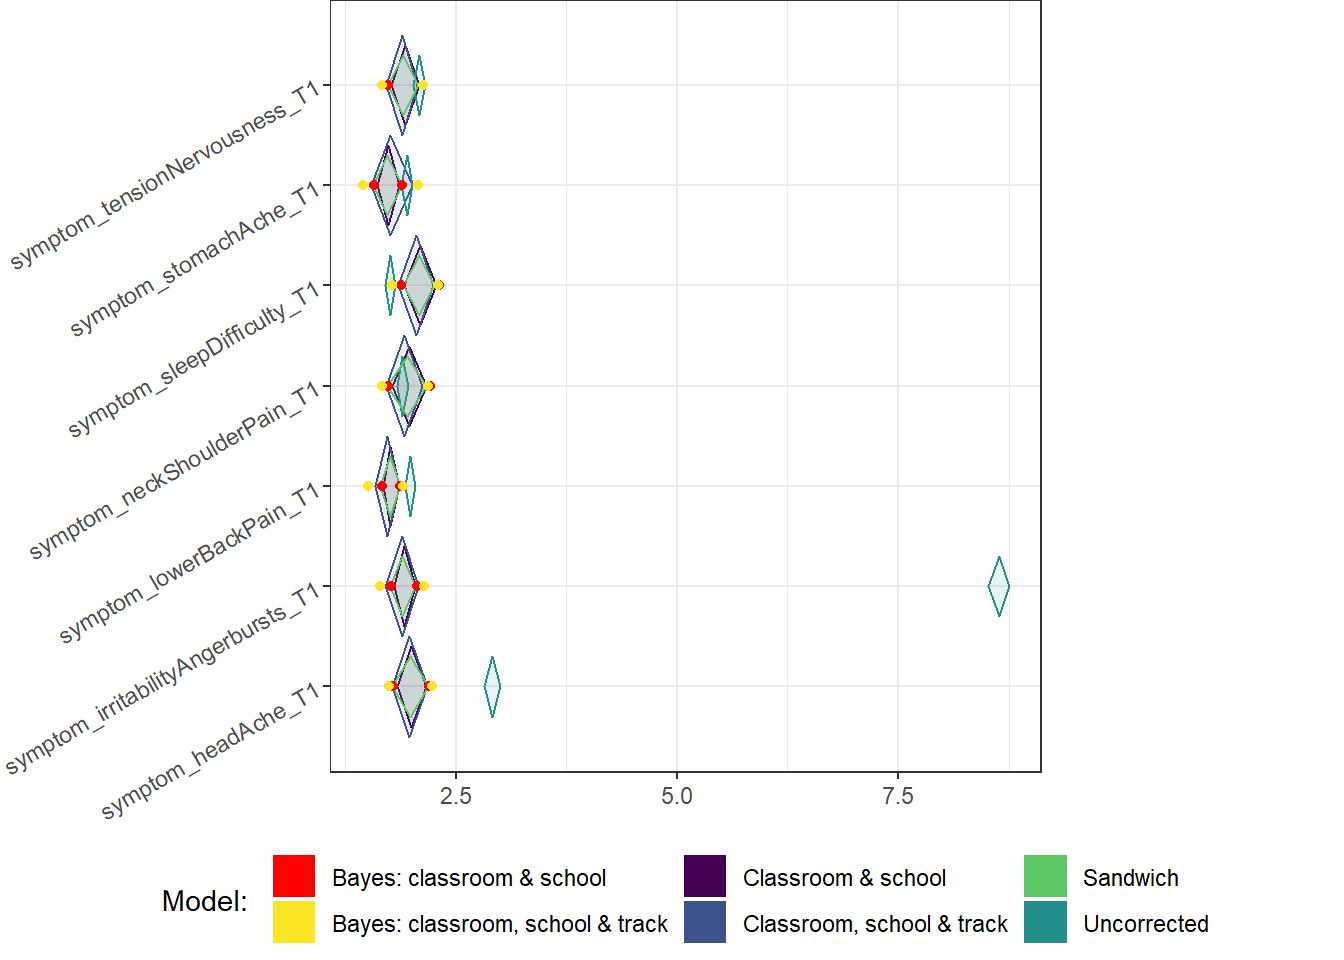 symptom_tensionNervousness_T1
symptom_stomachAche_T1
symptom_sleepDifficulty_T1
symptom_neckShoulderPain_T1
symptom_lowerBackPain_T1
symptom_irritabilityAngerbursts_T1
symptom_headAche_T1
2.5 5.0 7.5
Model: Bayes: classroom & school Classroom & school Sandwich
Bayes: classroom, school & track Classroom, school & track Uncorrected